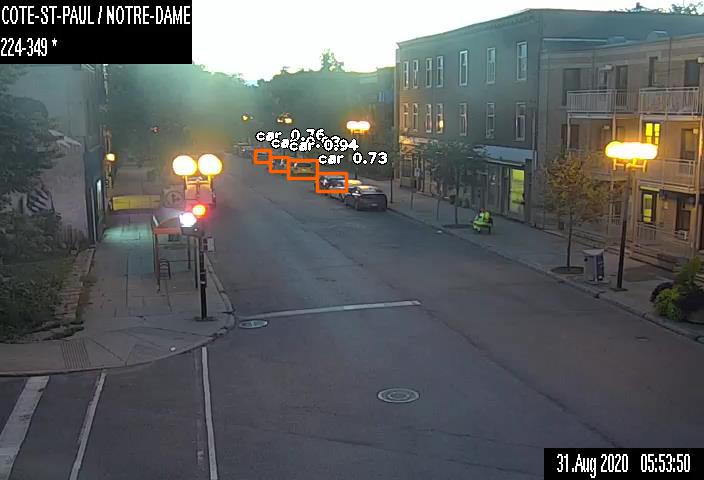 COTE-ST-PAUL / NOTRE-DAME
224-349 *
car 0.76
car 0.94
car 0.73
31.Aug 2020 05:53:50